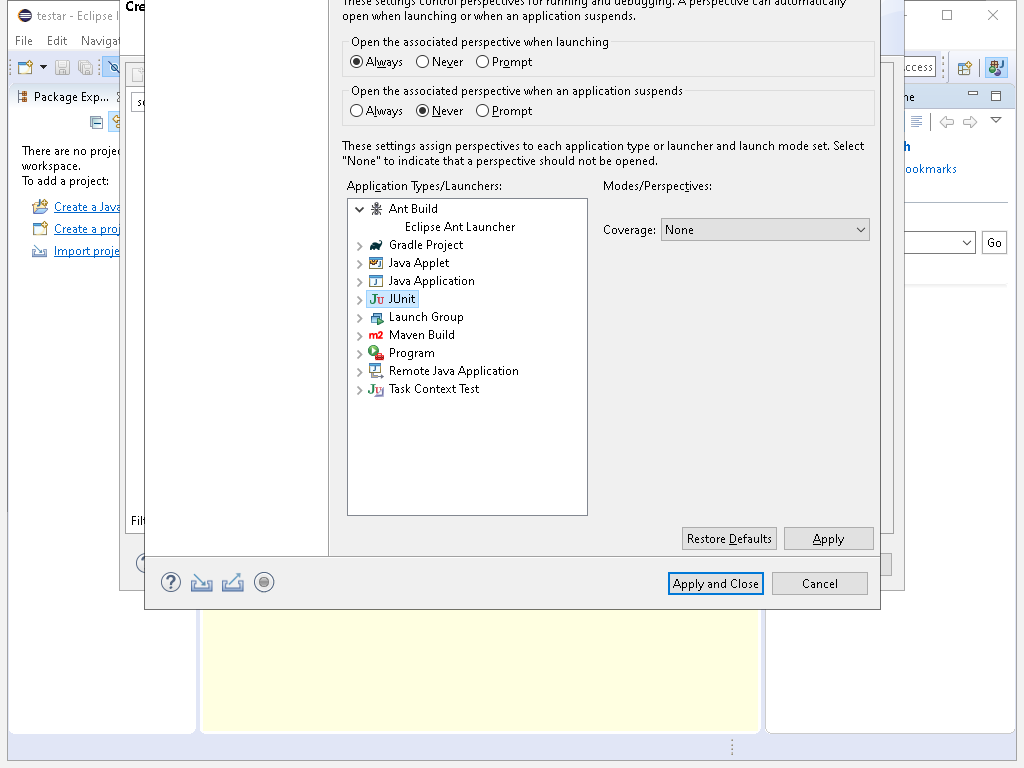 testar - Eclipse I
Cre
These settings control perspectives for running and debugging. A perspective can automatically
open when launching or when an application suspends.
File Edit Navigat
Open the associated perspective when launching
Always Never Prompt
ccess
Open the associated perspective when an application suspends
Package Exp...
Always Never Prompt
ne
There are no proje
workspace.
To add a project:
These settings assign perspectives to each application type or launcher and launch mode set. Select
"None" to indicate that a perspective should not be opened.
h
ookmarks
Application Types/Launchers:
Modes/Perspectives:
Create a Java
Create a proj
Import proje
Ant Build
Eclipse Ant Launcher
Coverage: None
Go
Gradle Project
Java Applet
Java Application
JUnit
Launch Group
Maven Build
Program
Remote Java Application
Task Context Test
Filt
Restore Defaults
Apply
Apply and Close
Cancel